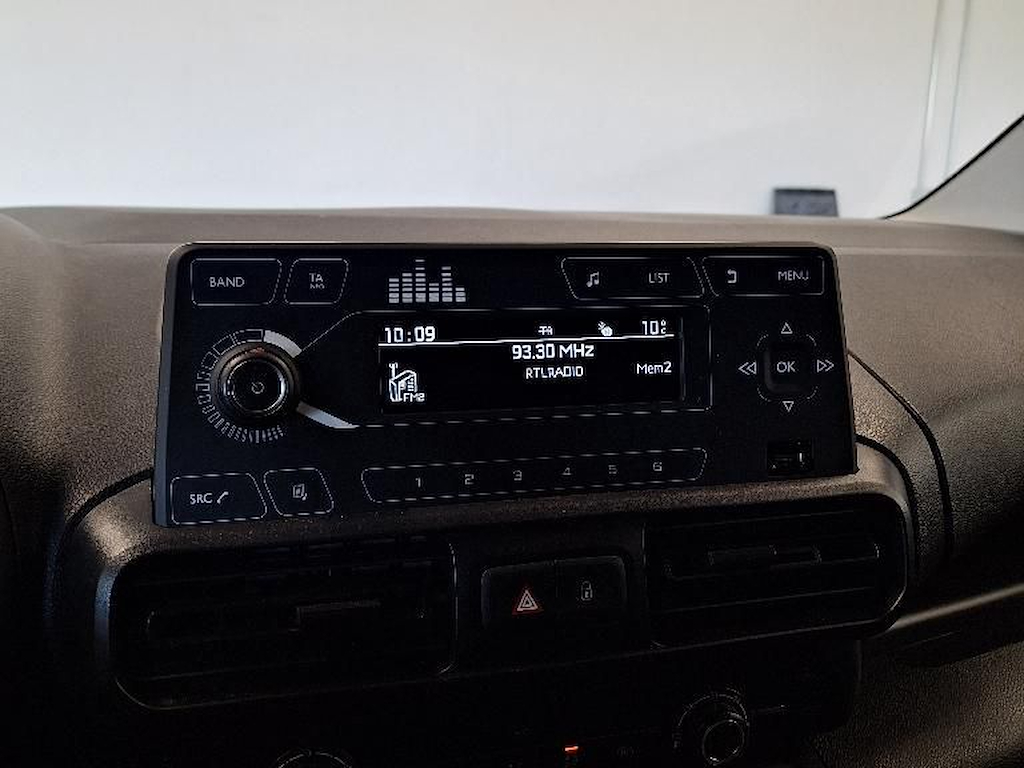 BAND
TA
INFO
LIST
MENU
10:09
TA
10°
93.30 MHz
FM2
RTLRADIO
Mem2
OK
SRC
1 2 3 4 5 6